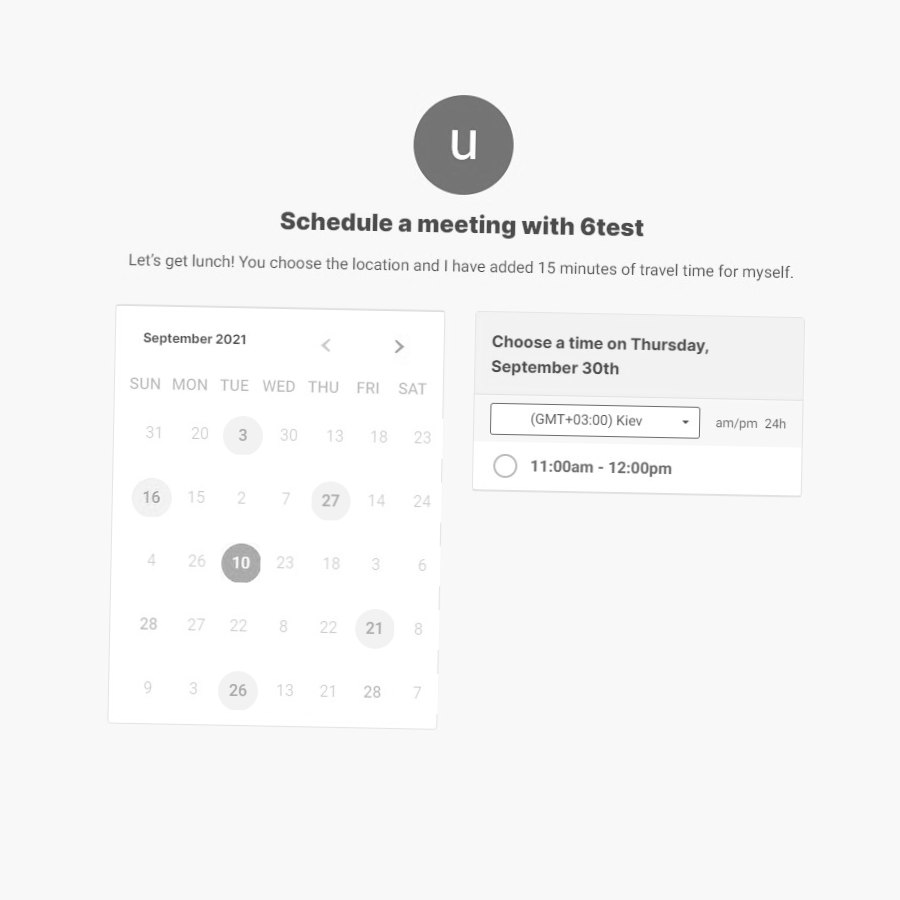 u
Schedule a meeting with 6test
Let's get lunch! You choose the location and I have added 15 minutes of travel time for myself.
September 2021
SUN MON TUE WED THU FRI SAT
31 20 3 30 13 18 23
16 15 2 7 27 14 24
4 26 10 23 18 3 6
28 27 22 8 22 21 8
9 3 26 13 21 28 7
Choose a time on Thursday,
September 30th
(GMT+03:00) Kiev
am/pm 24h
11:00am - 12:00pm